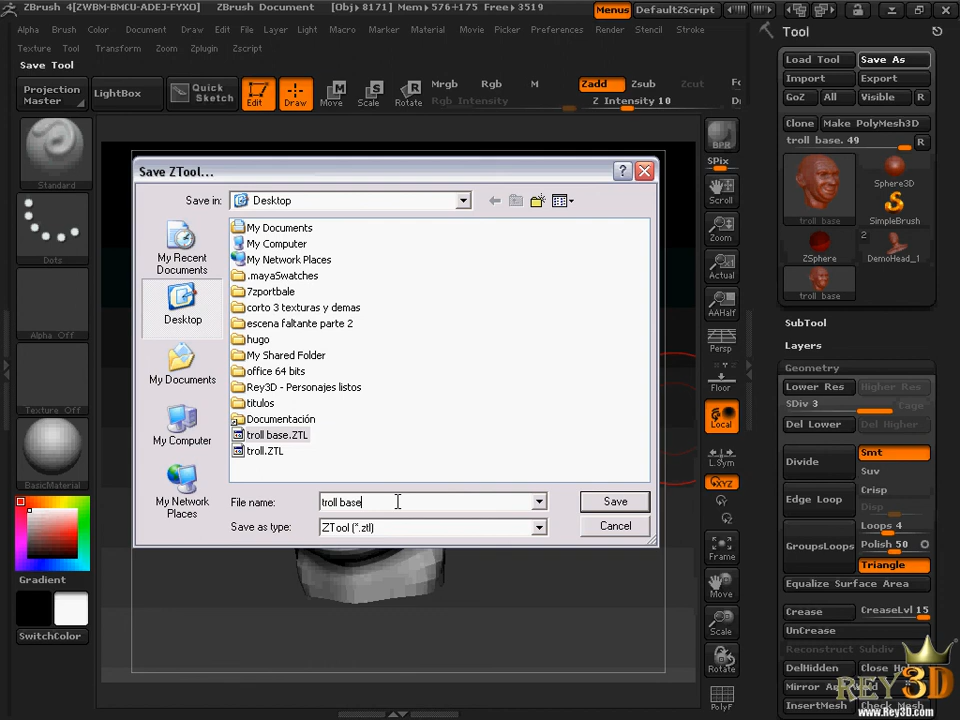 ZBrush 4[ZWBM-BMCU-ADEJ-FYXO] ZBrush Document [Obj▸8171] Mem▸576+175 Free▸3519 Menus DefaultZScript
Alpha Brush Color Document Draw Edit File Layer Light Macro Marker Material Movie Picker Preferences Render Stencil Stroke
Texture Tool Transform Zoom Zplugin Zscript
Save Tool
Projection Master
LightBox
Quick Sketch
Edit
Draw
Move
Scale
Rotate
Mrgb Rgb M
Rgb Intensity
Zadd Zsub Zcut
Z Intensity 10
Standard
Dots
Alpha Off
Texture Off
BasicMaterial
Gradient
SwitchColor
Save ZTool...
Save in: Desktop
My Recent Documents
Desktop
My Documents
My Computer
My Network Places
My Documents
My Computer
My Network Places
.mayaSwatches
7zportbale
corto 3 texturas y demas
escena faltante parte 2
hugo
My Shared Folder
office 64 bits
Rey3D - Personajes listos
titulos
Documentación
troll base.ZTL
troll.ZTL
File name: troll base Save
Save as type: ZTool (*.ztl) Cancel
BPR
SPix
Scroll
Zoom
Actual
AAHalf
Persp
Floor
Local
L.Sym
XYZ
Frame
Move
Scale
Rotate
PolyF
Tool
Load Tool Save As
Import Export
GoZ All Visible R
Clone Make PolyMesh3D
troll base. 49 R
troll base
Sphere3D
SimpleBrush
ZSphere
2
DemoHead_1
troll base
SubTool
Layers
Geometry
Lower Res Higher Res
SDiv 3 Cage
Del Lower Del Higher
Divide
Smt
Suv
Edge Loop
Crisp
Disp
Loops 4
GroupsLoops
Polish 50
Triangle
Equalize Surface Area
Crease CreaseLvl 15
UnCrease
Reconstruct Subdiv
DelHidden
InsertMesh
REY3D
www.Rey3D.com